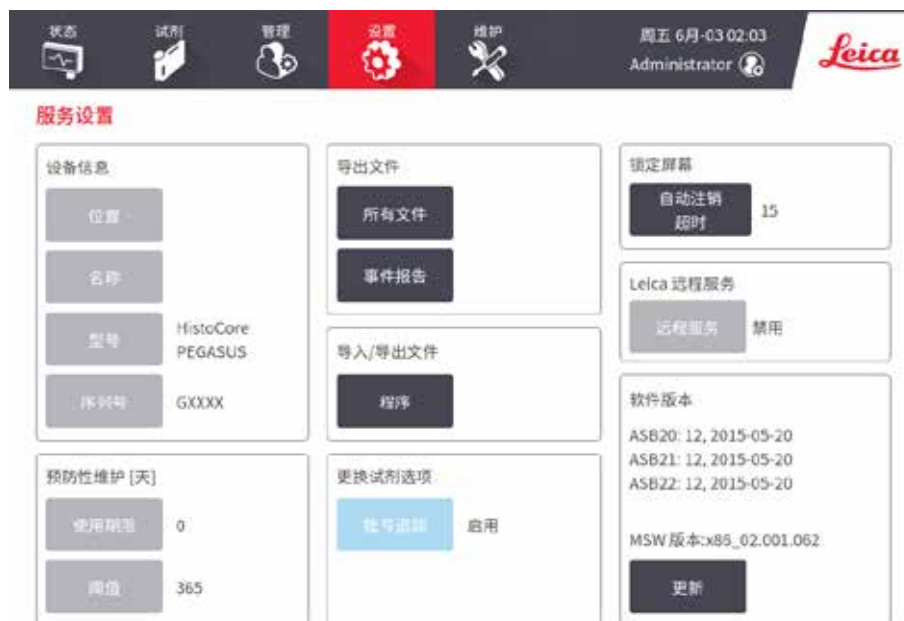 状态
试剂
管理
设置
维护
周五 6月-03 02:03
Administrator
Leica
服务设置
设备信息
位置
名称
型号
HistoCore
PEGASUS
序列号
GXXXX
预防性维护 [天]
使用期限
0
阈值
365
导出文件
所有文件
事件报告
导入/导出文件
程序
更换试剂选项
批号追踪
启用
锁定屏幕
自动注销
超时
15
Leica 远程服务
远程服务
禁用
软件版本
ASB20: 12, 2015-05-20
ASB21: 12, 2015-05-20
ASB22: 12, 2015-05-20
MSW 版本:x86_02.001.062
更新